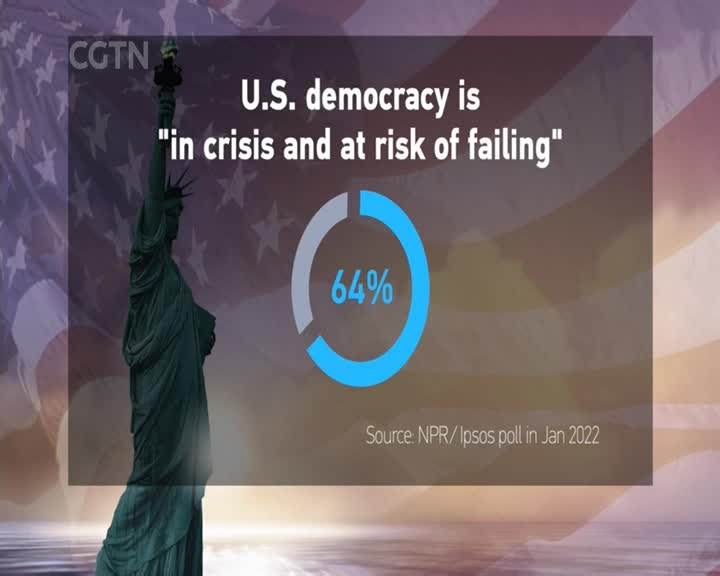 CGTN
U.S. democracy is
"in crisis and at risk of failing"
64%
Source: NPR/Ipsos poll in Jan 2022